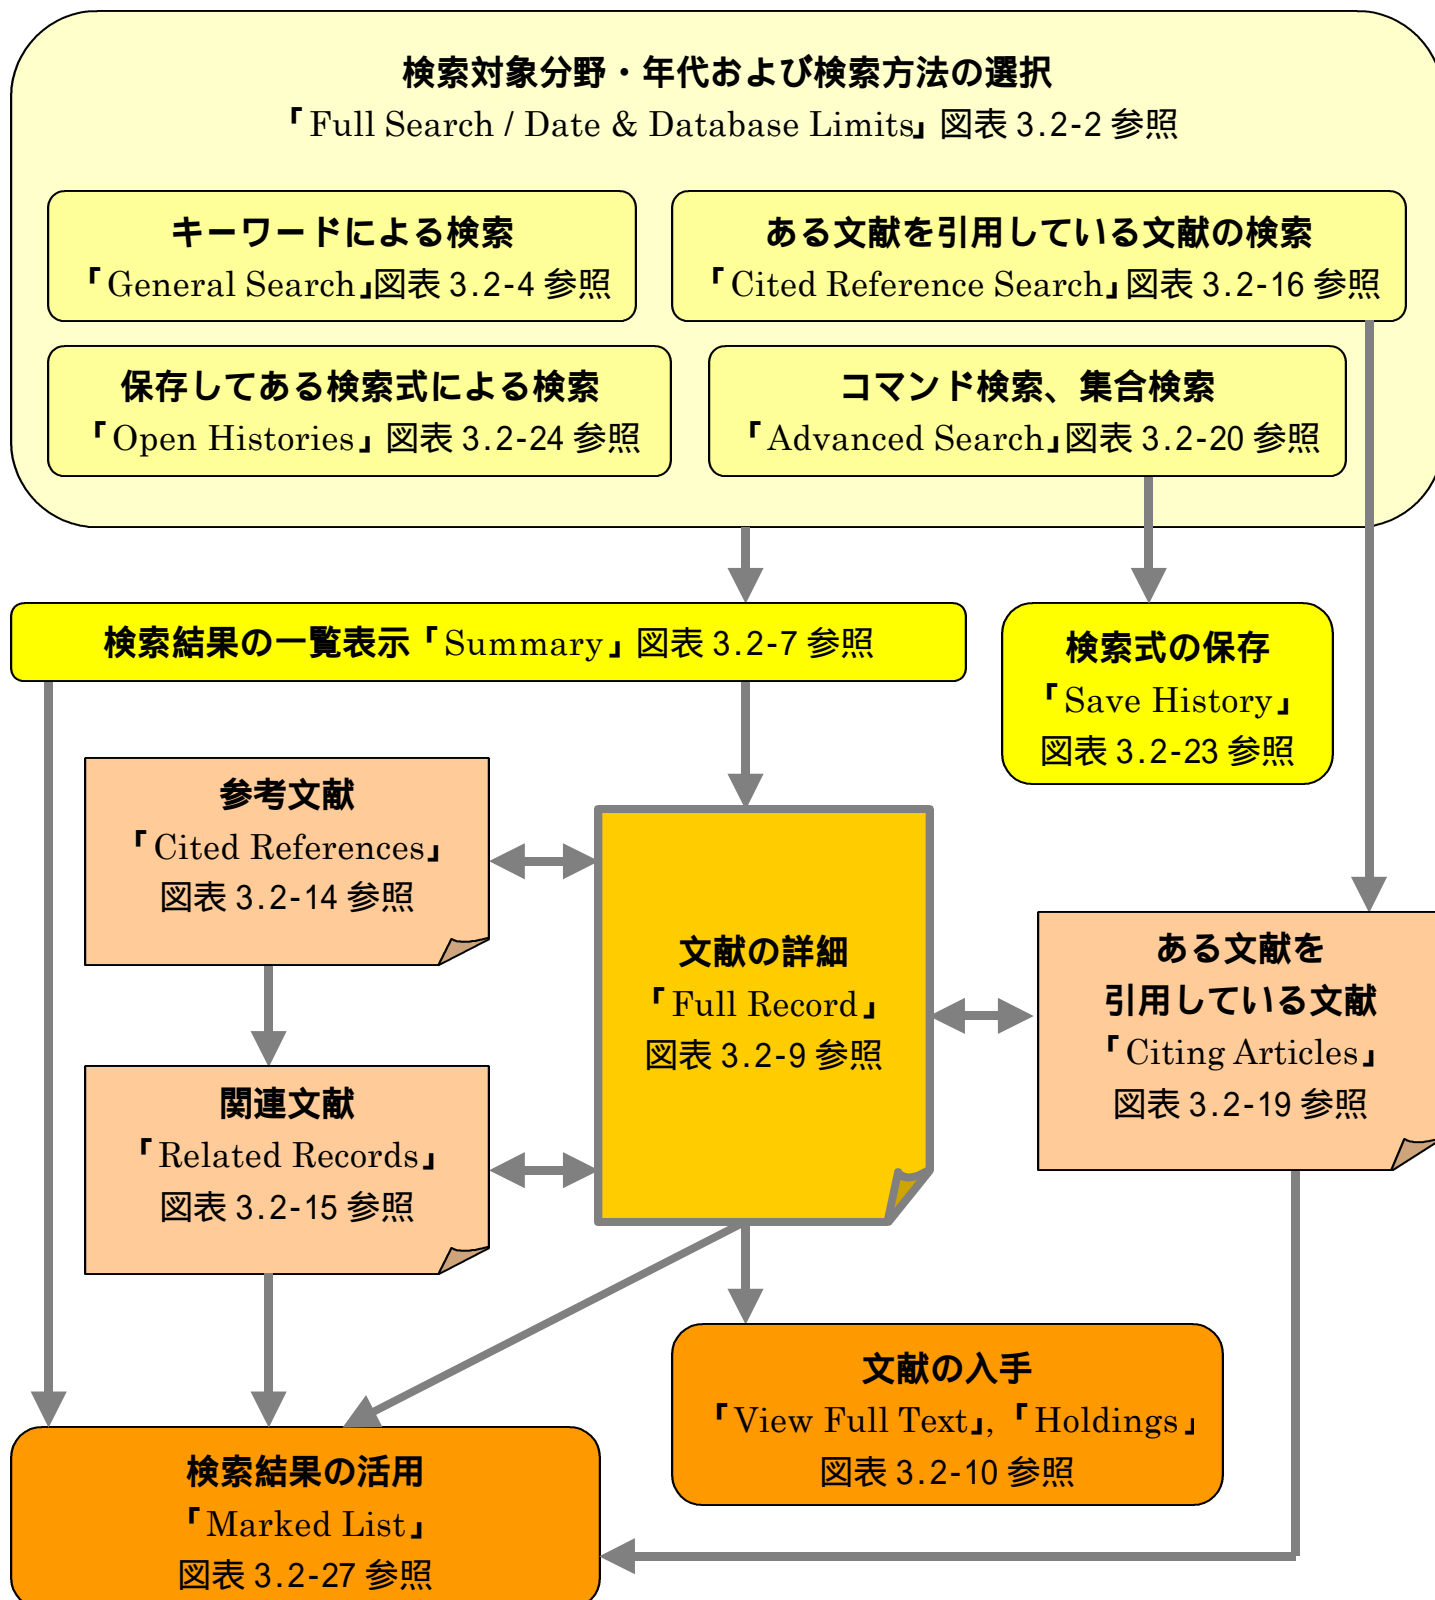 検索対象分野・年代および検索方法の選択
「Full Search / Date & Database Limits」図表 3.2-2 参照
キーワードによる検索
「General Search」図表 3.2-4 参照
ある文献を引用している文献の検索
「Cited Reference Search」図表 3.2-16 参照
保存してある検索式による検索
「Open Histories」図表 3.2-24 参照
コマンド検索、集合検索
「Advanced Search」図表 3.2-20 参照
検索結果の一覧表示「Summary」図表 3.2-7 参照
検索式の保存
「Save History」
図表 3.2-23 参照
参考文献
「Cited References」
図表 3.2-14 参照
文献の詳細
「Full Record」
図表 3.2-9 参照
ある文献を
引用している文献
「Citing Articles」
図表 3.2-19 参照
関連文献
「Related Records」
図表 3.2-15 参照
文献の入手
「View Full Text」,「Holdings」
図表 3.2-10 参照
検索結果の活用
「Marked List」
図表 3.2-27 参照